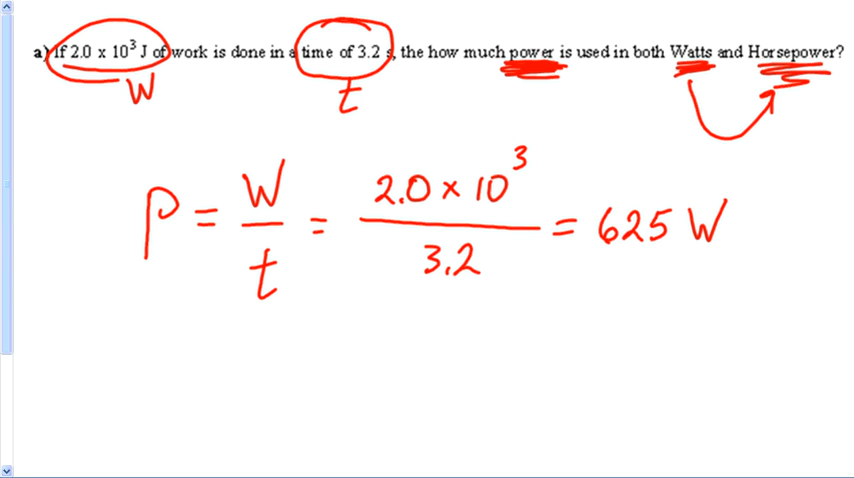 a) If 2.0 x 10³ J of work is done in a time of 3.2 s, the how much power is used in both Watts and Horsepower?
W
t
P = W/t = 2.0 x 10³/3.2 = 625 W